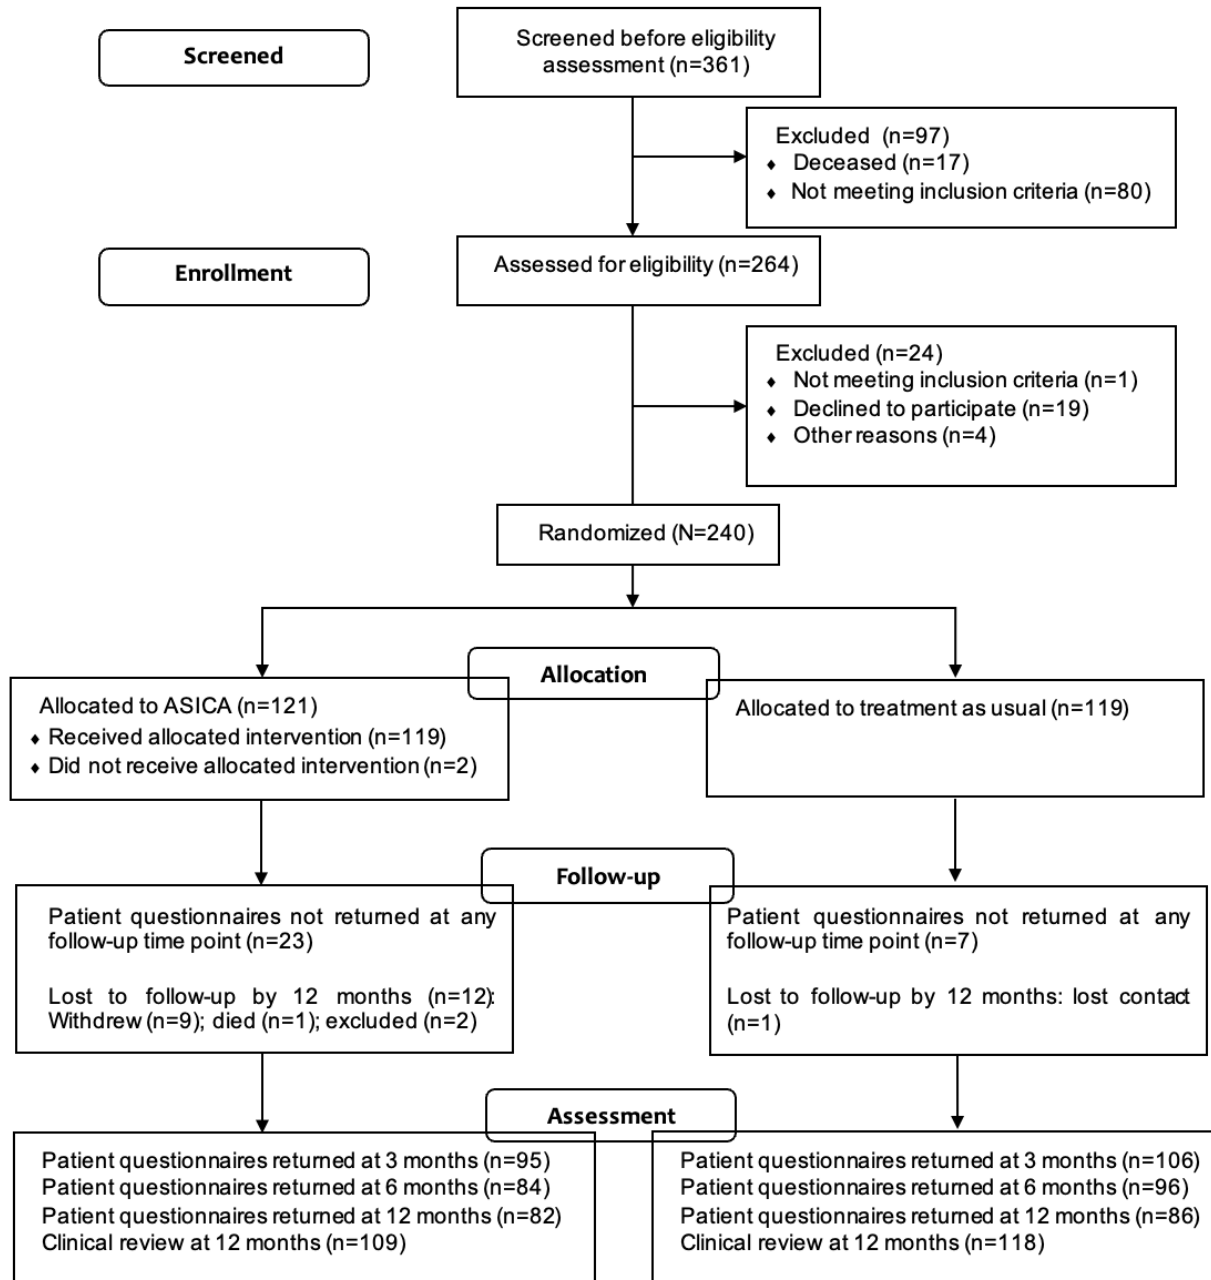 Screened
Screened before eligibility
assessment (n=361)
Excluded (n=97)
♦ Deceased (n=17)
♦ Not meeting inclusion criteria (n=80)
Enrollment
Assessed for eligibility (n=264)
Excluded (n=24)
♦ Not meeting inclusion criteria (n=1)
♦ Declined to participate (n=19)
♦ Other reasons (n=4)
Randomized (N=240)
Allocation
Allocated to ASICA (n=121)
♦ Received allocated intervention (n=119)
♦ Did not receive allocated intervention (n=2)
Allocated to treatment as usual (n=119)
Follow-up
Patient questionnaires not returned at any
follow-up time point (n=23)
Lost to follow-up by 12 months (n=12):
Withdrew (n=9); died (n=1); excluded (n=2)
Patient questionnaires not returned at any
follow-up time point (n=7)
Lost to follow-up by 12 months: lost contact
(n=1)
Assessment
Patient questionnaires returned at 3 months (n=95)
Patient questionnaires returned at 6 months (n=84)
Patient questionnaires returned at 12 months (n=82)
Clinical review at 12 months (n=109)
Patient questionnaires returned at 3 months (n=106)
Patient questionnaires returned at 6 months (n=96)
Patient questionnaires returned at 12 months (n=86)
Clinical review at 12 months (n=118)